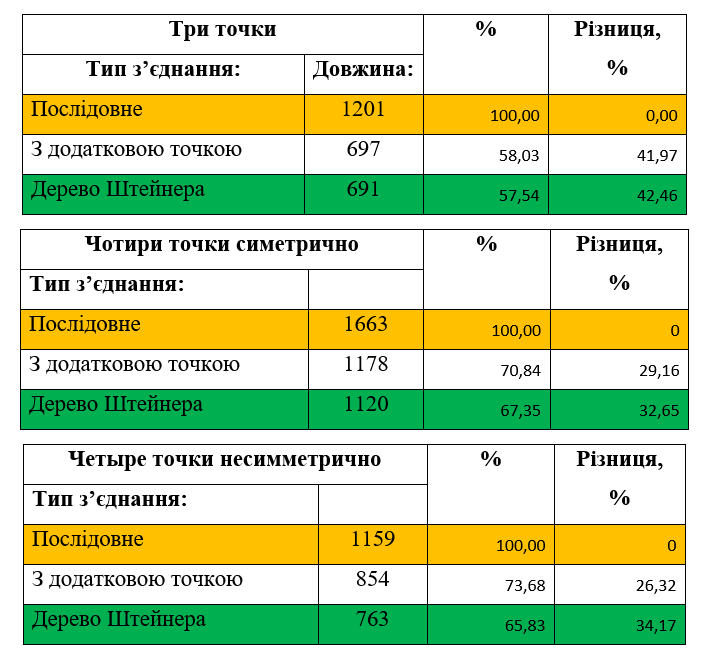 Три точки % Різниця, %
Тип з’єднання: Довжина:
Послідовне 1201 100,00 0,00
З додатковою точкою 697 58,03 41,97
Дерево Штейнера 691 57,54 42,46
Чотири точки симетрично % Різниця, %
Тип з’єднання:
Послідовне 1663 100,00 0
З додатковою точкою 1178 70,84 29,16
Дерево Штейнера 1120 67,35 32,65
Четыре точки несимметрично % Різниця, %
Тип з’єднання:
Послідовне 1159 100,00 0
З додатковою точкою 854 73,68 26,32
Дерево Штейнера 763 65,83 34,17